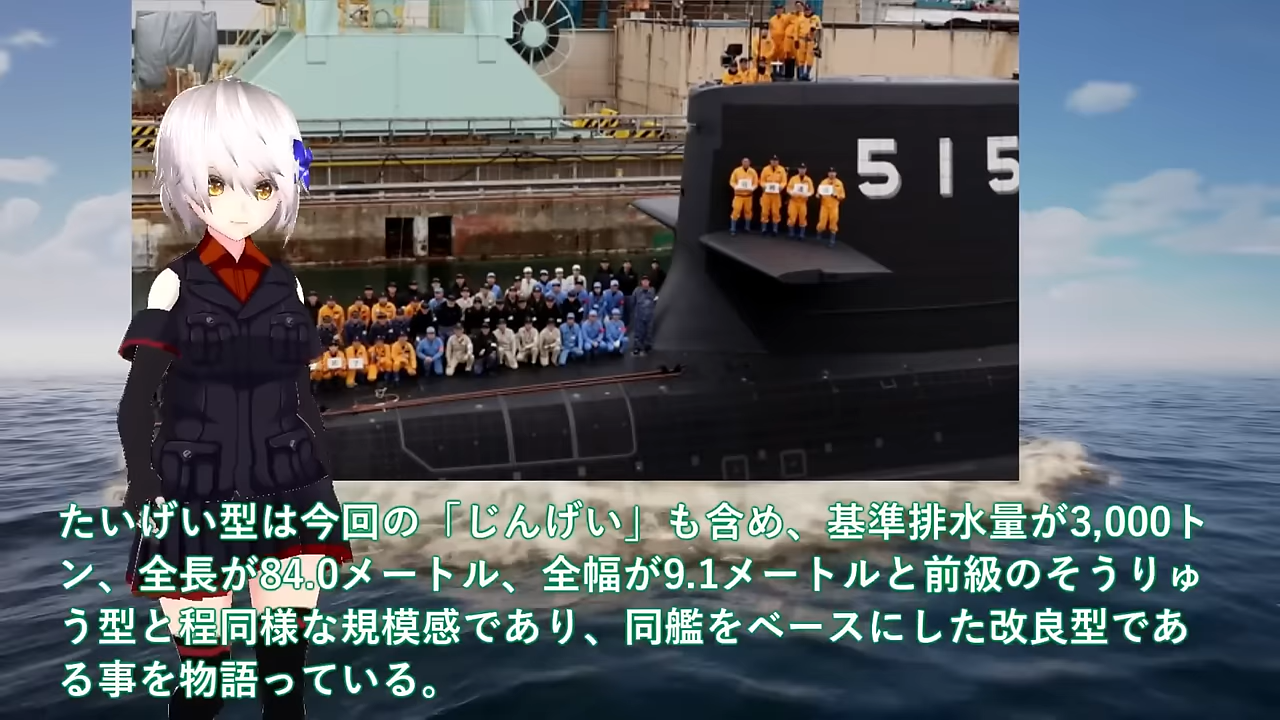 515
たいげい型は今回の「じんげい」も含め、基準排水量が3,000ト
ン、全長が84.0メートル、全幅が9.1メートルと前級のそうりゅ
う型と程同様な規模感であり、同艦をベースにした改良型であ
る事を物語っている。